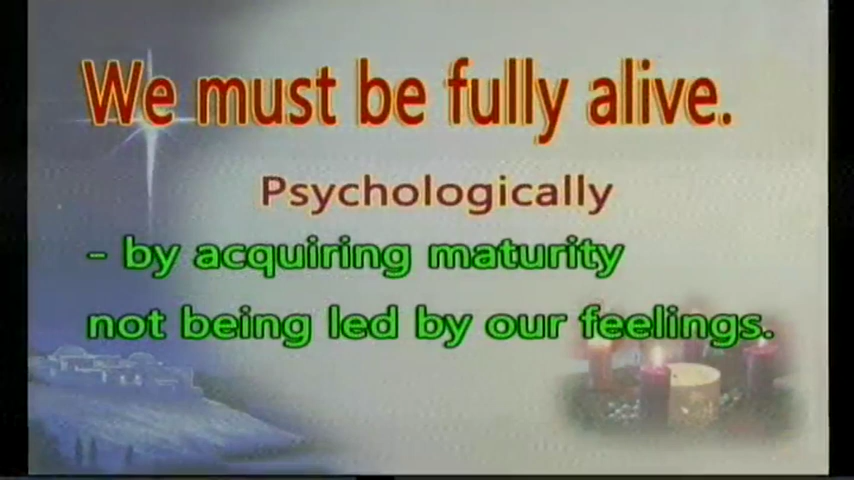 We must be fully alive.
Psychologically
- by acquiring maturity
not being led by our feelings.